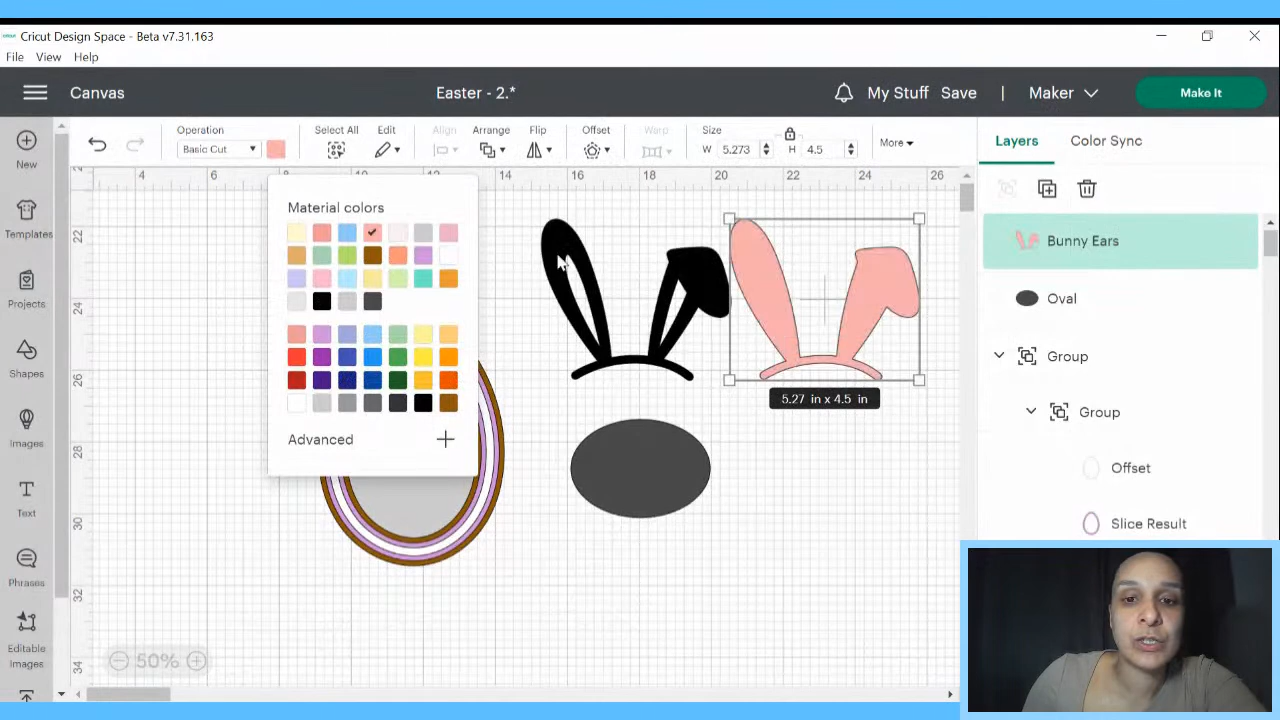 Cricut Design Space - Beta v7.31.163
File View Help
Canvas
Easter - 2.*
My Stuff Save | Maker
Make It
New
Templates
Projects
Shapes
Images
Text
Phrases
Editable
Images
Operation
Basic Cut
Select All
Edit
Align
Arrange
Flip
Offset
Warp
Size
W 5.273
H 4.5
More
4 6 8 12 14 16 18 20 22 24 26
22
24
26
28
30
32
34
Material colors
Advanced
5.27 in x 4.5 in
50%
Layers
Color Sync
Bunny Ears
Oval
Group
Group
Offset
Slice Result